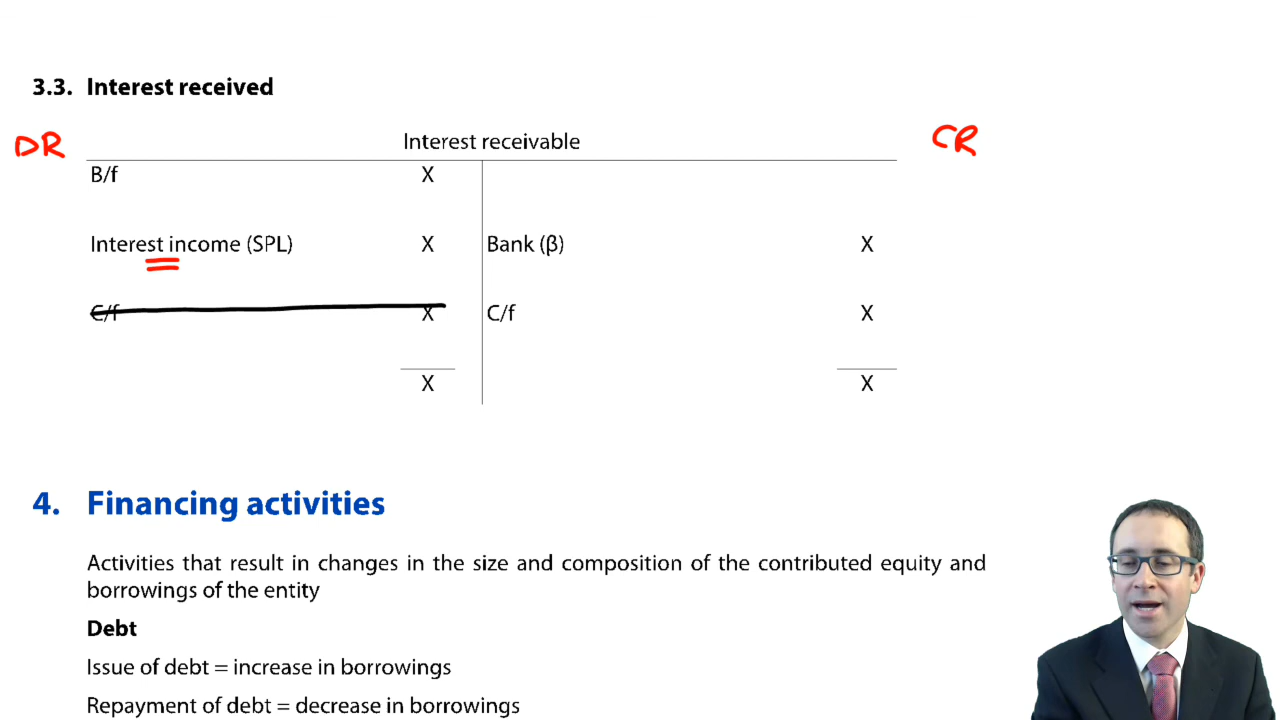 3.3. Interest received
DR Interest receivable CR
B/f X
Interest income (SPL) X Bank (β) X
C/f X C/f X
X X
4. Financing activities
Activities that result in changes in the size and composition of the contributed equity and
borrowings of the entity
Debt
Issue of debt = increase in borrowings
Repayment of debt = decrease in borrowings